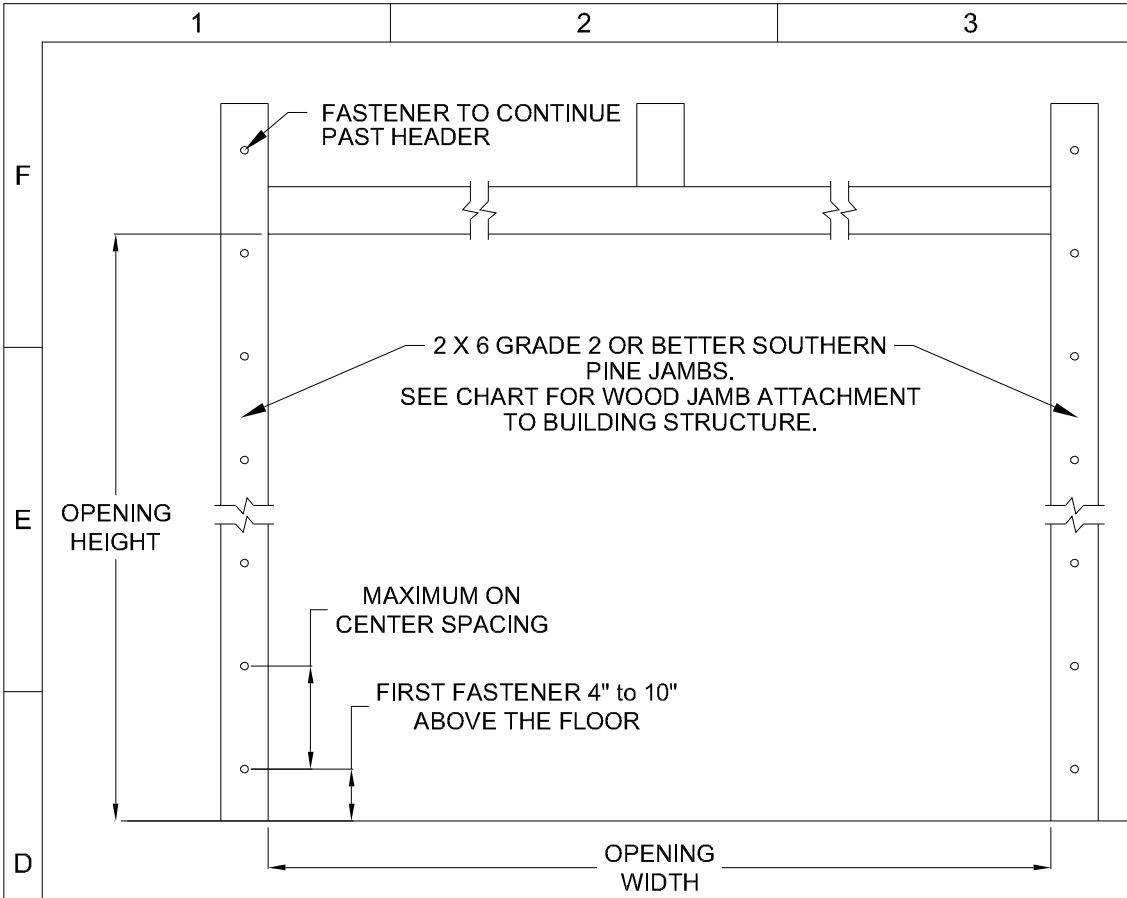 1
2
3
FASTENER TO CONTINUE
PAST HEADER
F
2 X 6 GRADE 2 OR BETTER SOUTHERN
PINE JAMBS.
SEE CHART FOR WOOD JAMB ATTACHMENT
TO BUILDING STRUCTURE.
E
OPENING
HEIGHT
MAXIMUM ON
CENTER SPACING
FIRST FASTENER 4" to 10"
ABOVE THE FLOOR
D
OPENING
WIDTH